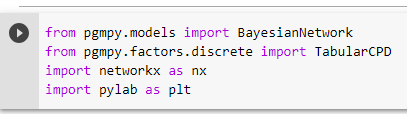 from pgmpy.models import BayesianNetwork
from pgmpy.factors.discrete import TabularCPD
import networkx as nx
import pylab as plt